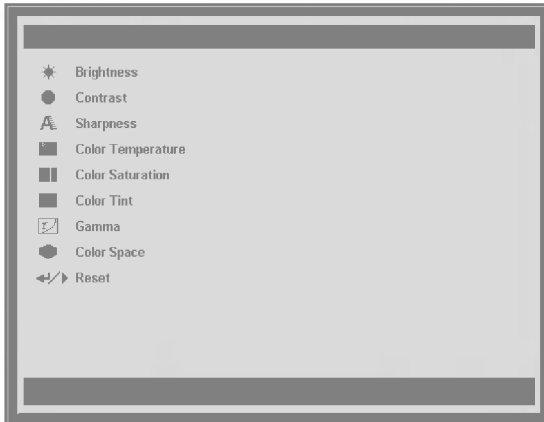 Brightness
Contrast
Sharpness
Color Temperature
Color Saturation
Color Tint
Gamma
Color Space
Reset